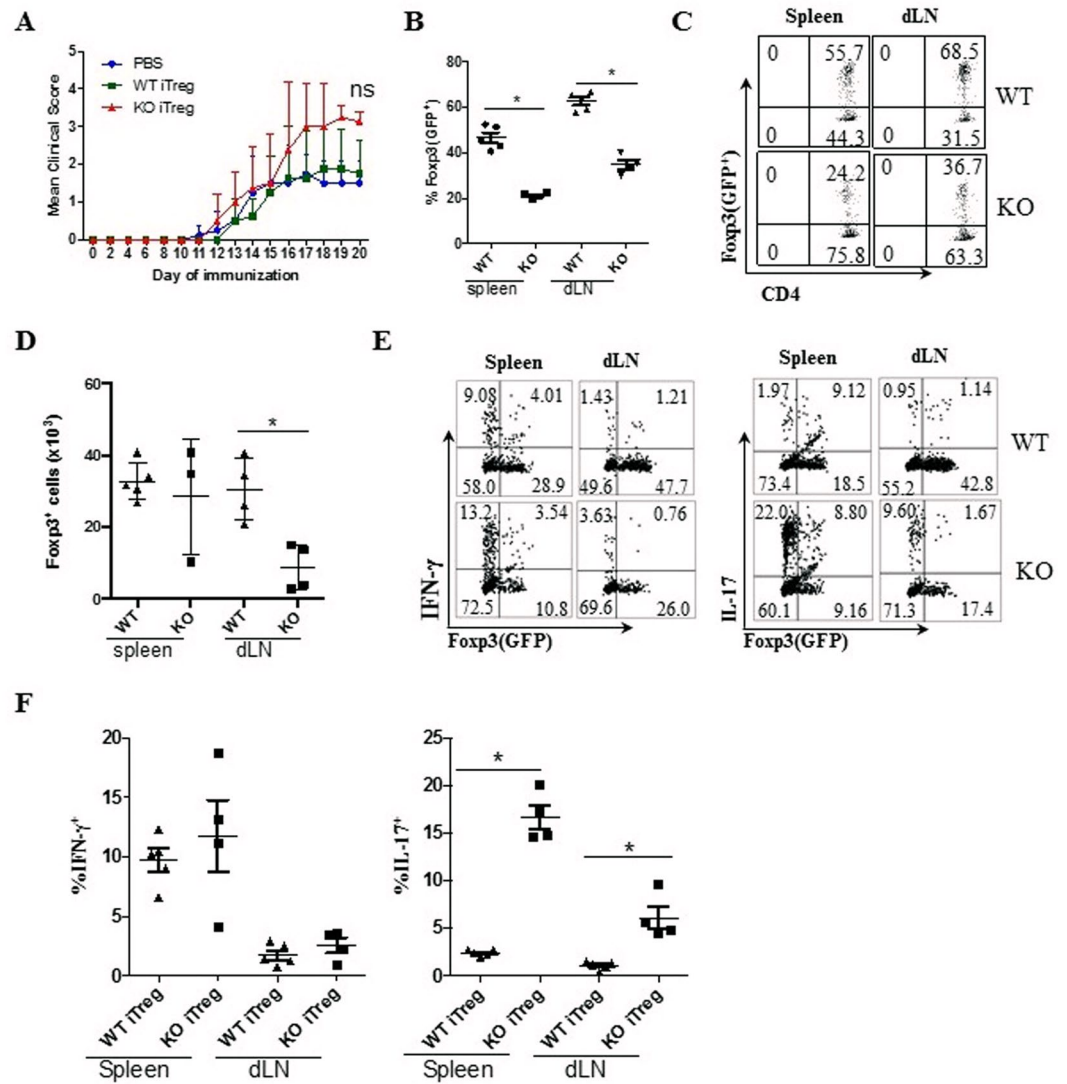 A
5
4
3
2
1
0
Mean Clinical Score
PBS
WT iTreg
KO iTreg
ns
0 2 4 6 8 10 11 12 13 14 15 16 17 18 19 20
Day of immunization
B
80
60
40
20
0
% Foxp3(GFP⁺)
*
*
WT KO WT KO
spleen dLN
C
Spleen dLN
0 55.7 0 68.5
0 44.3 0 31.5
WT
0 24.2 0 36.7
0 75.8 0 63.3
KO
Foxp3(GFP⁺)
CD4
D
60
40
20
0
Foxp3⁺ cells (x10³)
*
WT KO WT KO
spleen dLN
E
Spleen dLN
9.08 4.01 1.43 1.21
58.0 28.9 49.6 47.7
13.2 3.54 3.63 0.76
72.5 10.8 69.6 26.0
IFN-γ
Foxp3(GFP)
Spleen dLN
1.97 9.12 0.95 1.14
73.4 18.5 55.2 42.8
WT
22.0 8.80 9.60 1.67
60.1 9.16 71.3 17.4
KO
IL-17
Foxp3(GFP)
F
20
15
10
5
0
%IFN-γ⁺
WT iTreg KO iTreg WT iTreg KO iTreg
Spleen dLN
25
20
15
10
5
0
%IL-17⁺
*
*
WT iTreg KO iTreg WT iTreg KO iTreg
Spleen dLN